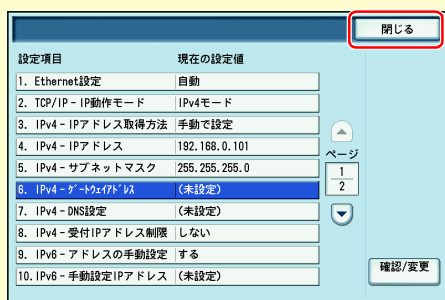 閉じる
設定項目 現在の設定値
1. Ethernet設定 自動
2. TCP/IP - IP動作モード IPv4モード
3. IPv4 - IPアドレス取得方法 手動で設定
4. IPv4 - IPアドレス 192.168.0.101
5. IPv4 - サブネットマスク 255.255.255.0
6. IPv4 - ｹﾞｰﾄｳｪｲｱﾄﾞﾚｽ (未設定)
7. IPv4 - DNS設定 (未設定)
8. IPv4 - 受付IPアドレス制限 しない
9. IPv6 - アドレスの手動設定 する
10. IPv6 - 手動設定IPアドレス (未設定)
ページ
1
2
確認/変更